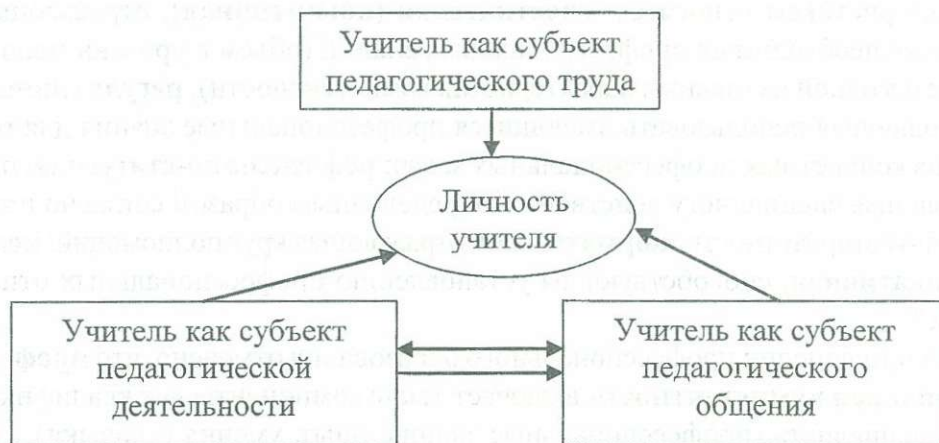 Учитель как субъект
педагогического труда
Личность
учителя
Учитель как субъект
педагогической
деятельности
Учитель как субъект
педагогического
общения